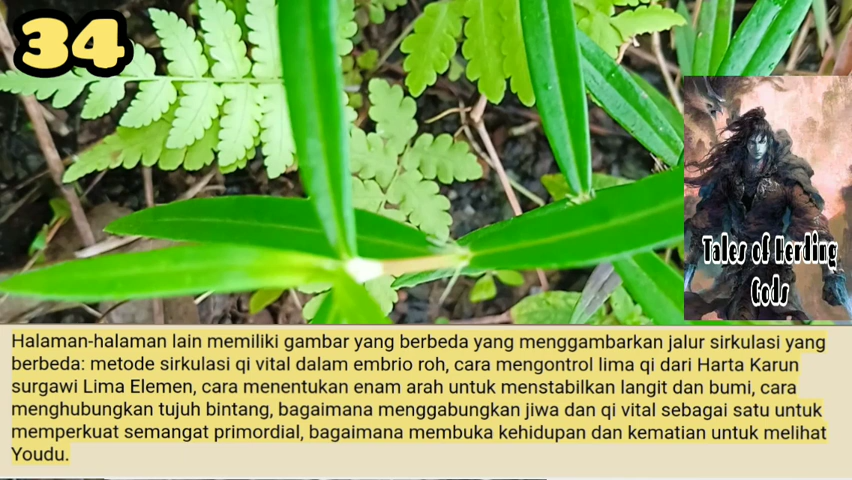 34
Tales of Herding
Gods
Halaman-halaman lain memiliki gambar yang berbeda yang menggambarkan jalur sirkulasi yang
berbeda: metode sirkulasi qi vital dalam embrio roh, cara mengontrol lima qi dari Harta Karun
surgawi Lima Elemen, cara menentukan enam arah untuk menstabilkan langit dan bumi, cara
menghubungkan tujuh bintang, bagaimana menggabungkan jiwa dan qi vital sebagai satu untuk
memperkuat semangat primordial, bagaimana membuka kehidupan dan kematian untuk melihat
Youdu.